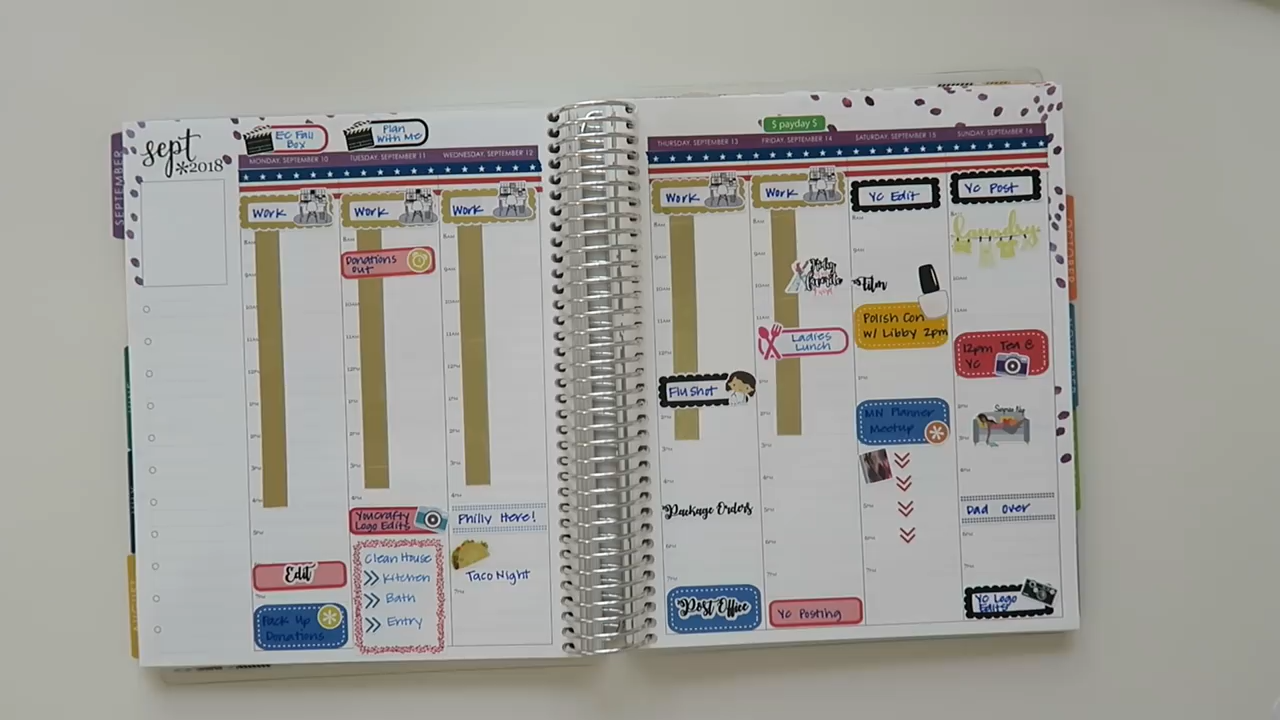 sept
*2018
EC Fall
Box
Plan
With Me
MONDAY, SEPTEMBER 10
TUESDAY, SEPTEMBER 11
WEDNESDAY, SEPTEMBER 12
Work
Work
Work
Donations
out
YouCrafty
Logo Edits
Philly Here!
Clean House
Kitchen
Bath
Entry
Taco Night
Edit
Pack Up
Donations
SEPTEMBER
$ payday $
THURSDAY, SEPTEMBER 13
FRIDAY, SEPTEMBER 14
SATURDAY, SEPTEMBER 15
SUNDAY, SEPTEMBER 16
Work
Work
YC Edit
YC Post
laundry
Film
Polish Con
w/ Libby 2pm
Ladies
Lunch
12pm Tea @
YC
Flu Shot
MN Planner
Meetup
Package Orders
Dad Over
Post Office
YC Posting
YC Logo
Edits
OCTOBER